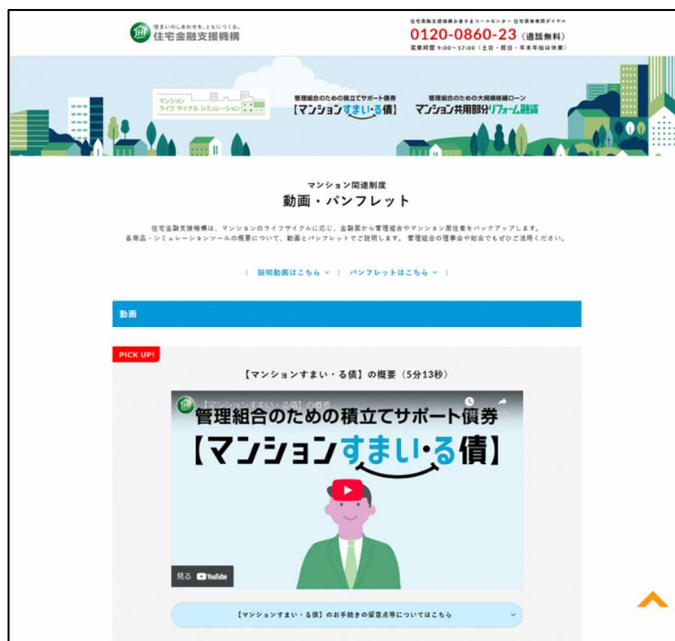 住まいのしあわせを、ともにつくる。
住宅金融支援機構
住宅金融支援機構お客さまコールセンター 住宅債券専用ダイヤル
0120-0860-23（通話無料）
営業時間 9:00～17:00（土日・祝日・年末年始は休業）
マンション
ライフサイクル シミュレーション
管理組合のための積立てサポート債券
【マンションすまい・る債】
管理組合のための大規模修繕ローン
マンション共用部分リフォーム融資
マンション関連制度
動画・パンフレット
住宅金融支援機構は、マンションのライフサイクルに応じ、金融面から管理組合やマンション居住者をバックアップします。
各商品・シミュレーションツールの概要について、動画とパンフレットでご説明します。 管理組合の理事会や総会でもぜひご活用ください。
| 説明動画はこちら | パンフレットはこちら |
動画
PICK UP!
【マンションすまい・る債】の概要（5分13秒）
【マンションすまい・る債】の概要
管理組合のための積立てサポート債券
【マンションすまい・る債】
見る YouTube
【マンションすまい・る債】のお手続きの留意点等についてはこちら